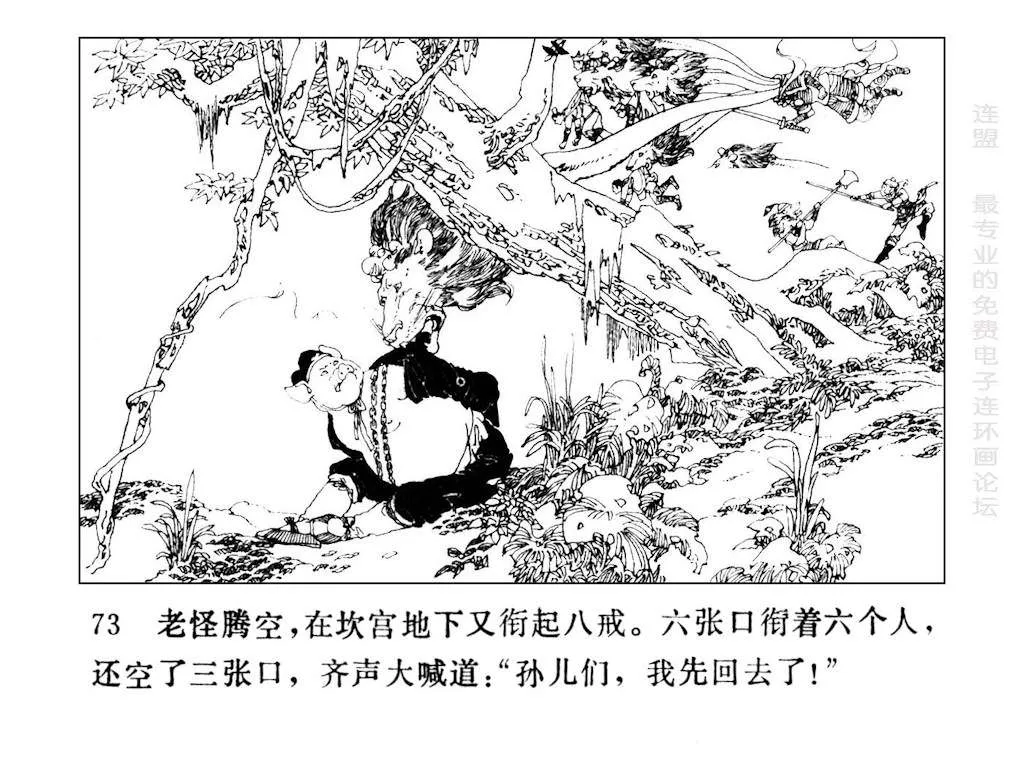 73 老怪腾空，在坎宫地下又衔起八戒。六张口衔着六个人，
还空了三张口，齐声大喊道：“孙儿们，我先回去了！”
连盟 最专业的免费电子连环画论坛